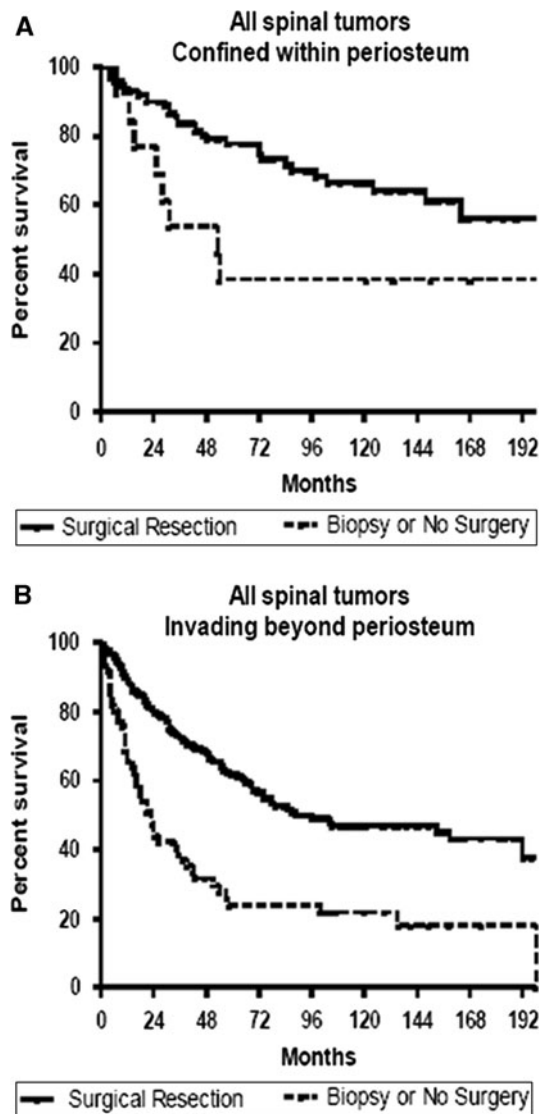 A
All spinal tumors
Confined within periosteum
100
80
60
40
20
0
Percent survival
0 24 48 72 96 120 144 168 192
Months
Surgical Resection Biopsy or No Surgery
B
All spinal tumors
Invading beyond periosteum
100
80
60
40
20
0
Percent survival
0 24 48 72 96 120 144 168 192
Months
Surgical Resection Biopsy or No Surgery